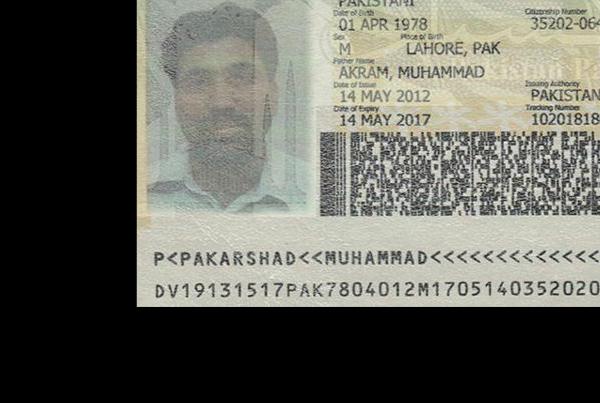 PAKISTANI
Date of Birth Citizenship Number
01 APR 1978 35202-064
Sex Place of Birth
M LAHORE, PAK
Father Name
AKRAM, MUHAMMAD
Date of Issue Issuing Authority
14 MAY 2012 PAKISTAN
Date of Expiry Tracking Number
14 MAY 2017 10201818
P<PAKARSHAD<<MUHAMMAD<<<<<<<<<<<<<
DV19131517PAK7804012M1705140352020